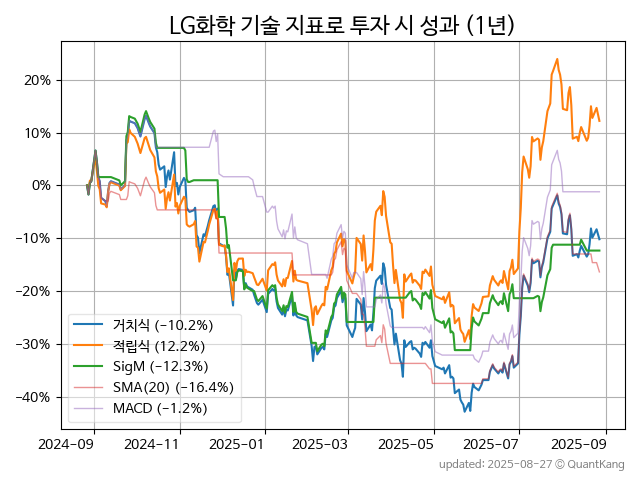 LG화학 기술 지표로 투자 시 성과 (1년)
20%
10%
0%
−10%
−20%
−30%
−40%
거치식 (−10.2%)
적립식 (12.2%)
SigM (−12.3%)
SMA(20) (−16.4%)
MACD (−1.2%)
2024-09 2024-11 2025-01 2025-03 2025-05 2025-07 2025-09
updated: 2025-08-27 © QuantKang